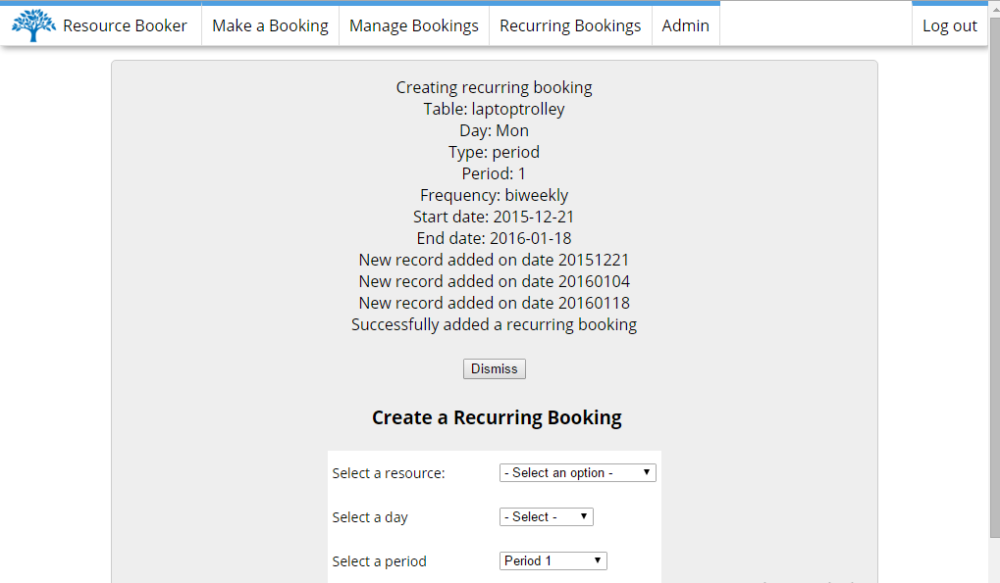 Resource Booker Make a Booking Manage Bookings Recurring Bookings Admin Log out
Creating recurring booking
Table: laptoptrolley
Day: Mon
Type: period
Period: 1
Frequency: biweekly
Start date: 2015-12-21
End date: 2016-01-18
New record added on date 20151221
New record added on date 20160104
New record added on date 20160118
Successfully added a recurring booking
Dismiss
Create a Recurring Booking
Select a resource: - Select an option -
Select a day - Select -
Select a period Period 1